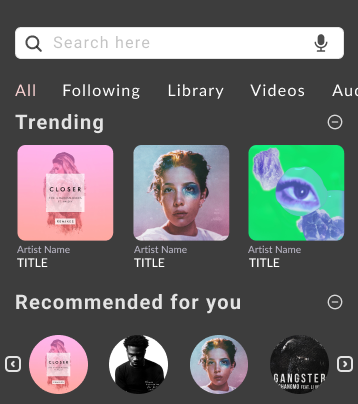 Search here
All Following Library Videos Au
Trending
CLOSER
REMIXES
Artist Name
TITLE
Artist Name
TITLE
Artist Name
TITLE
Recommended for you
CLOSER
GANGSTER